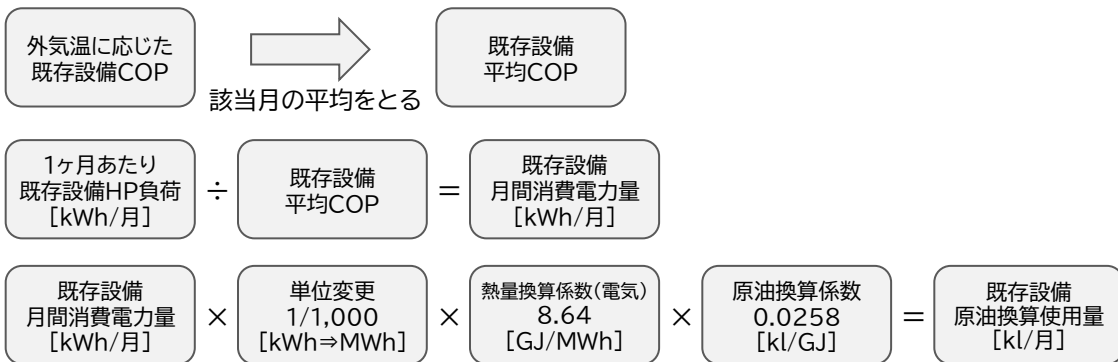 外気温に応じた
既存設備COP
該当月の平均をとる
既存設備
平均COP
1ヶ月あたり
既存設備HP負荷
[kWh/月]
÷
既存設備
平均COP
=
既存設備
月間消費電力量
[kWh/月]
既存設備
月間消費電力量
[kWh/月]
×
単位変更
1/1,000
[kWh⇒MWh]
×
熱量換算係数(電気)
8.64
[GJ/MWh]
×
原油換算係数
0.0258
[kl/GJ]
=
既存設備
原油換算使用量
[kl/月]